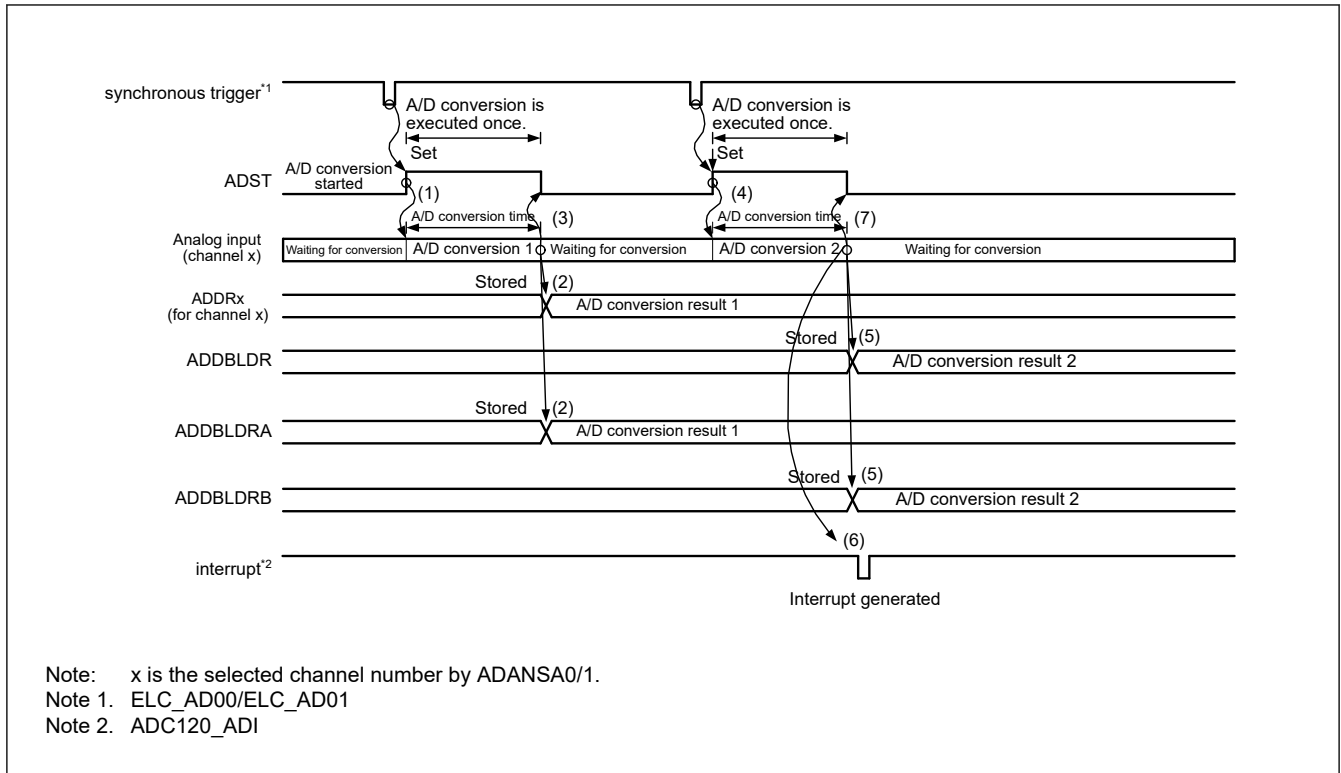 synchronous trigger*1
A/D conversion is
executed once.
A/D conversion is
executed once.
Set
Set
ADST
A/D conversion
started
(1)
(4)
A/D conversion time
(3)
A/D conversion time
(7)
Analog input
(channel x)
Waiting for conversion
A/D conversion 1
Waiting for conversion
A/D conversion 2
Waiting for conversion
Stored
(2)
ADDRx
(for channel x)
A/D conversion result 1
Stored
(5)
ADDBLDR
A/D conversion result 2
Stored
(2)
ADDBLDRA
A/D conversion result 1
Stored
(5)
ADDBLDRB
A/D conversion result 2
(6)
interrupt*2
Interrupt generated
Note: x is the selected channel number by ADANSA0/1.
Note 1. ELC_AD00/ELC_AD01
Note 2. ADC120_ADI